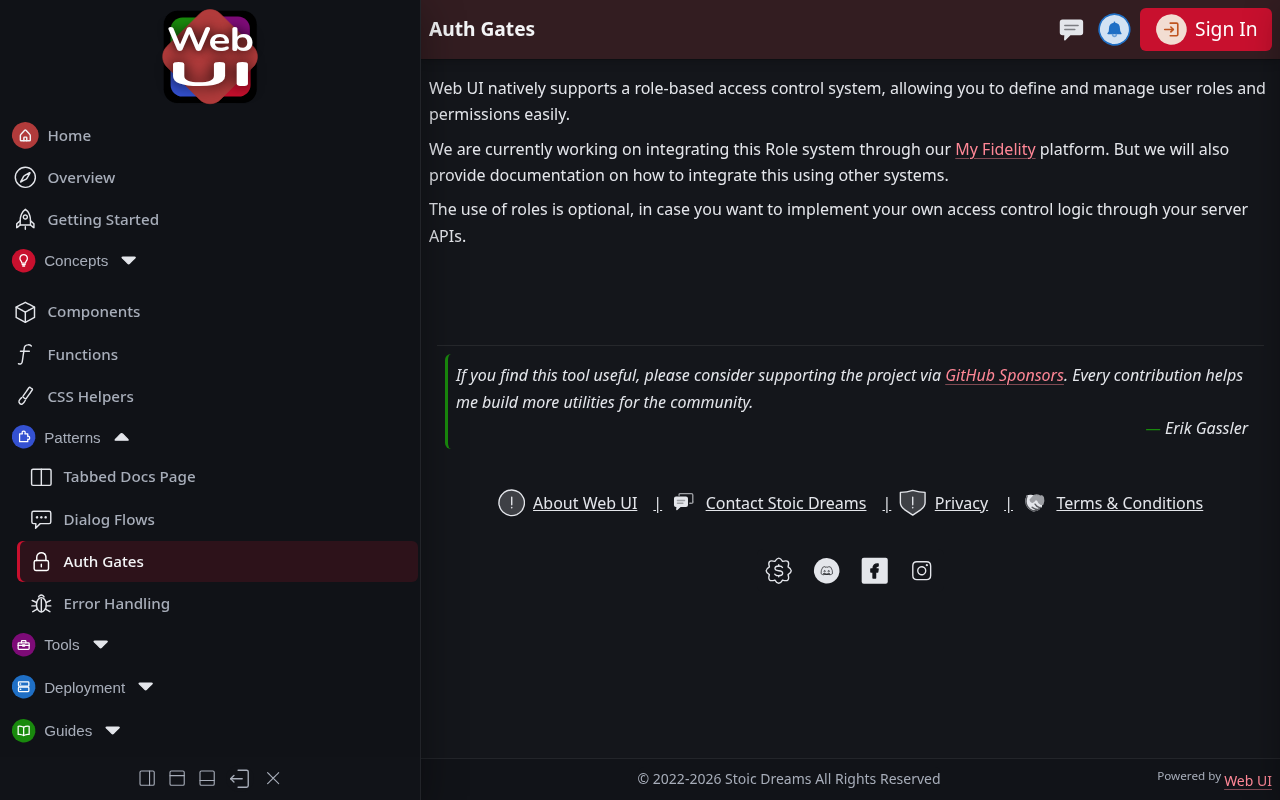 Web
UI
Home
Overview
Getting Started
Concepts
Components
Functions
CSS Helpers
Patterns
Tabbed Docs Page
Dialog Flows
Auth Gates
Error Handling
Tools
Deployment
Guides
Auth Gates
Sign In
Web UI natively supports a role-based access control system, allowing you to define and manage user roles and
permissions easily.
We are currently working on integrating this Role system through our My Fidelity platform. But we will also
provide documentation on how to integrate this using other systems.
The use of roles is optional, in case you want to implement your own access control logic through your server
APIs.
If you find this tool useful, please consider supporting the project via GitHub Sponsors. Every contribution helps
me build more utilities for the community.
— Erik Gassler
About Web UI | Contact Stoic Dreams | Privacy | Terms & Conditions
© 2022-2026 Stoic Dreams All Rights Reserved
Powered by Web UI